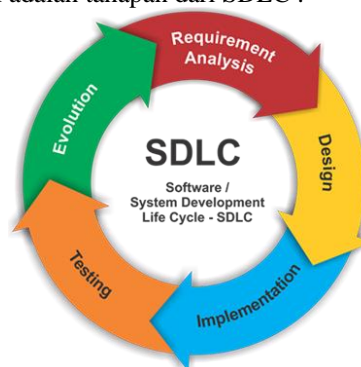 adalah tahapan dari SDLC :
Requirement
Analysis
Design
Implementation
Testing
Evolution
SDLC
Software /
System Development
Life Cycle - SDLC